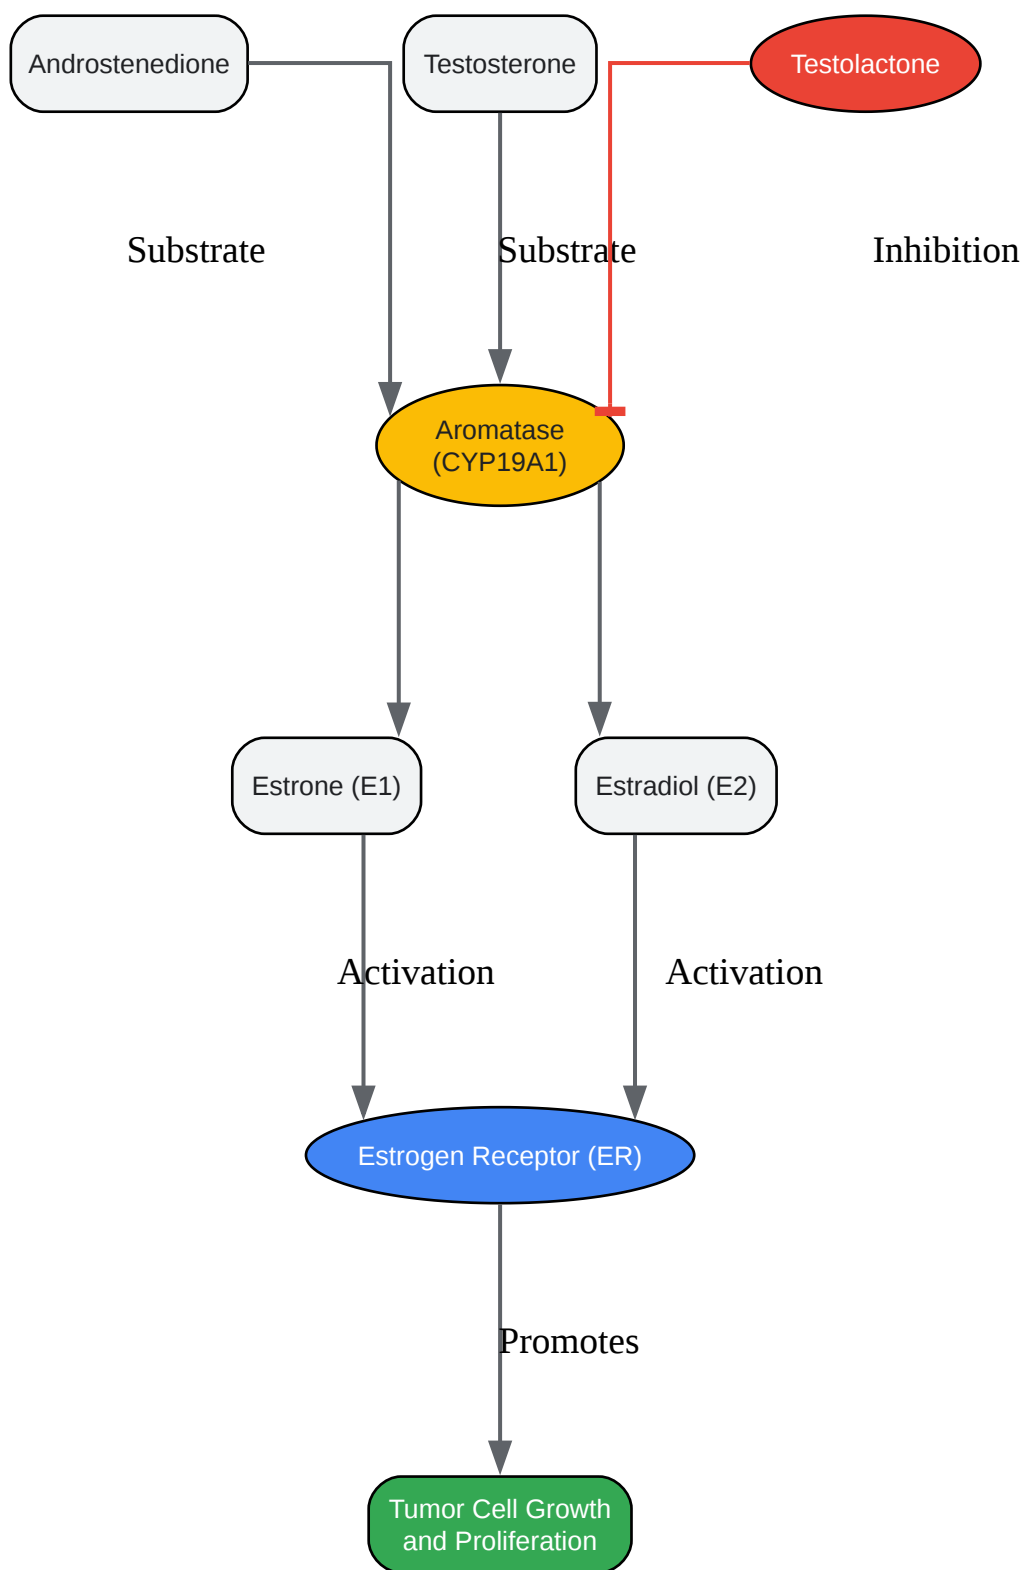 Androstenedione
Testosterone
Testolactone
Substrate
Substrate
Inhibition
Aromatase
(CYP19A1)
Estrone (E1)
Estradiol (E2)
Activation
Activation
Estrogen Receptor (ER)
Promotes
Tumor Cell Growth
and Proliferation